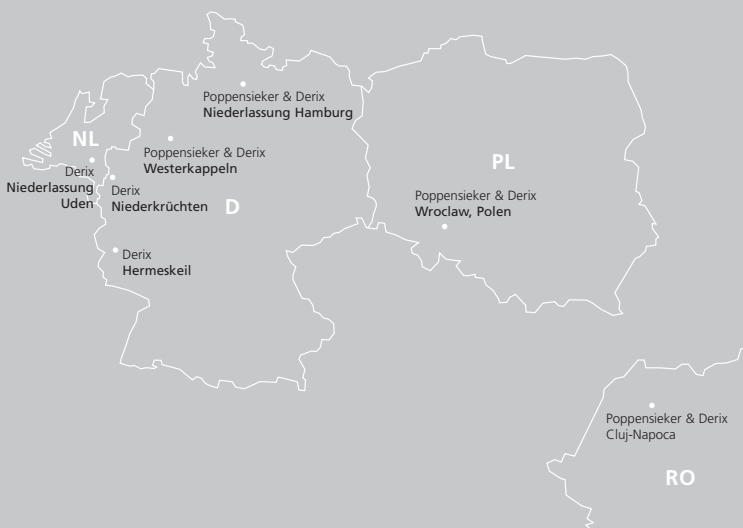 Poppensieker & Derix
Niederlassung Hamburg
NL
Poppensieker & Derix
Westerkappeln
PL
Derix
Niederlassung
Uden
Derix
Niederkrüchten
D
Poppensieker & Derix
Wroclaw, Polen
Derix
Hermeskeil
Poppensieker & Derix
Cluj-Napoca
RO